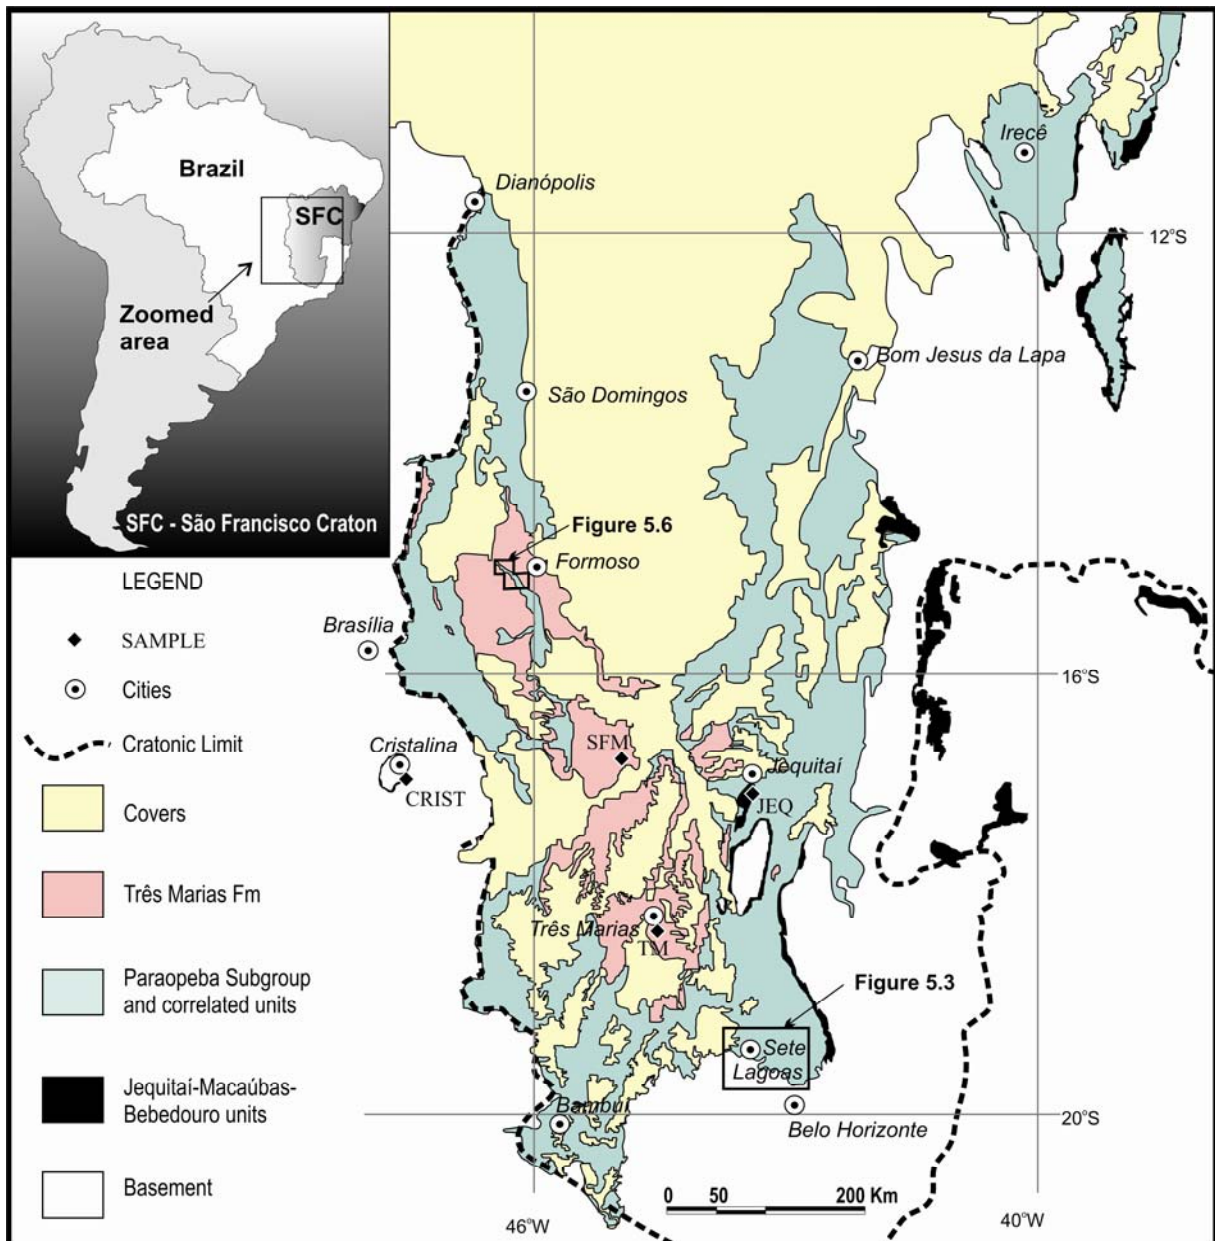 Brazil
SFC
Zoomed
area
SFC - São Francisco Craton
LEGEND
SAMPLE
Cities
Cratonic Limit
Covers
Três Marias Fm
Paraopeba Subgroup
and correlated units
Jequitaí-Macaúbas-
Bebedouro units
Basement
Irecê
Dianópolis
12°S
Bom Jesus da Lapa
São Domingos
Figure 5.6
Formoso
Brasília
16°S
Cristalina
SFM
Jequitaí
CRIST
JEQ
Três Marias
TM
Figure 5.3
Sete
Lagoas
Bambuí
20°S
Belo Horizonte
0 50 200 Km
46°W
40°W